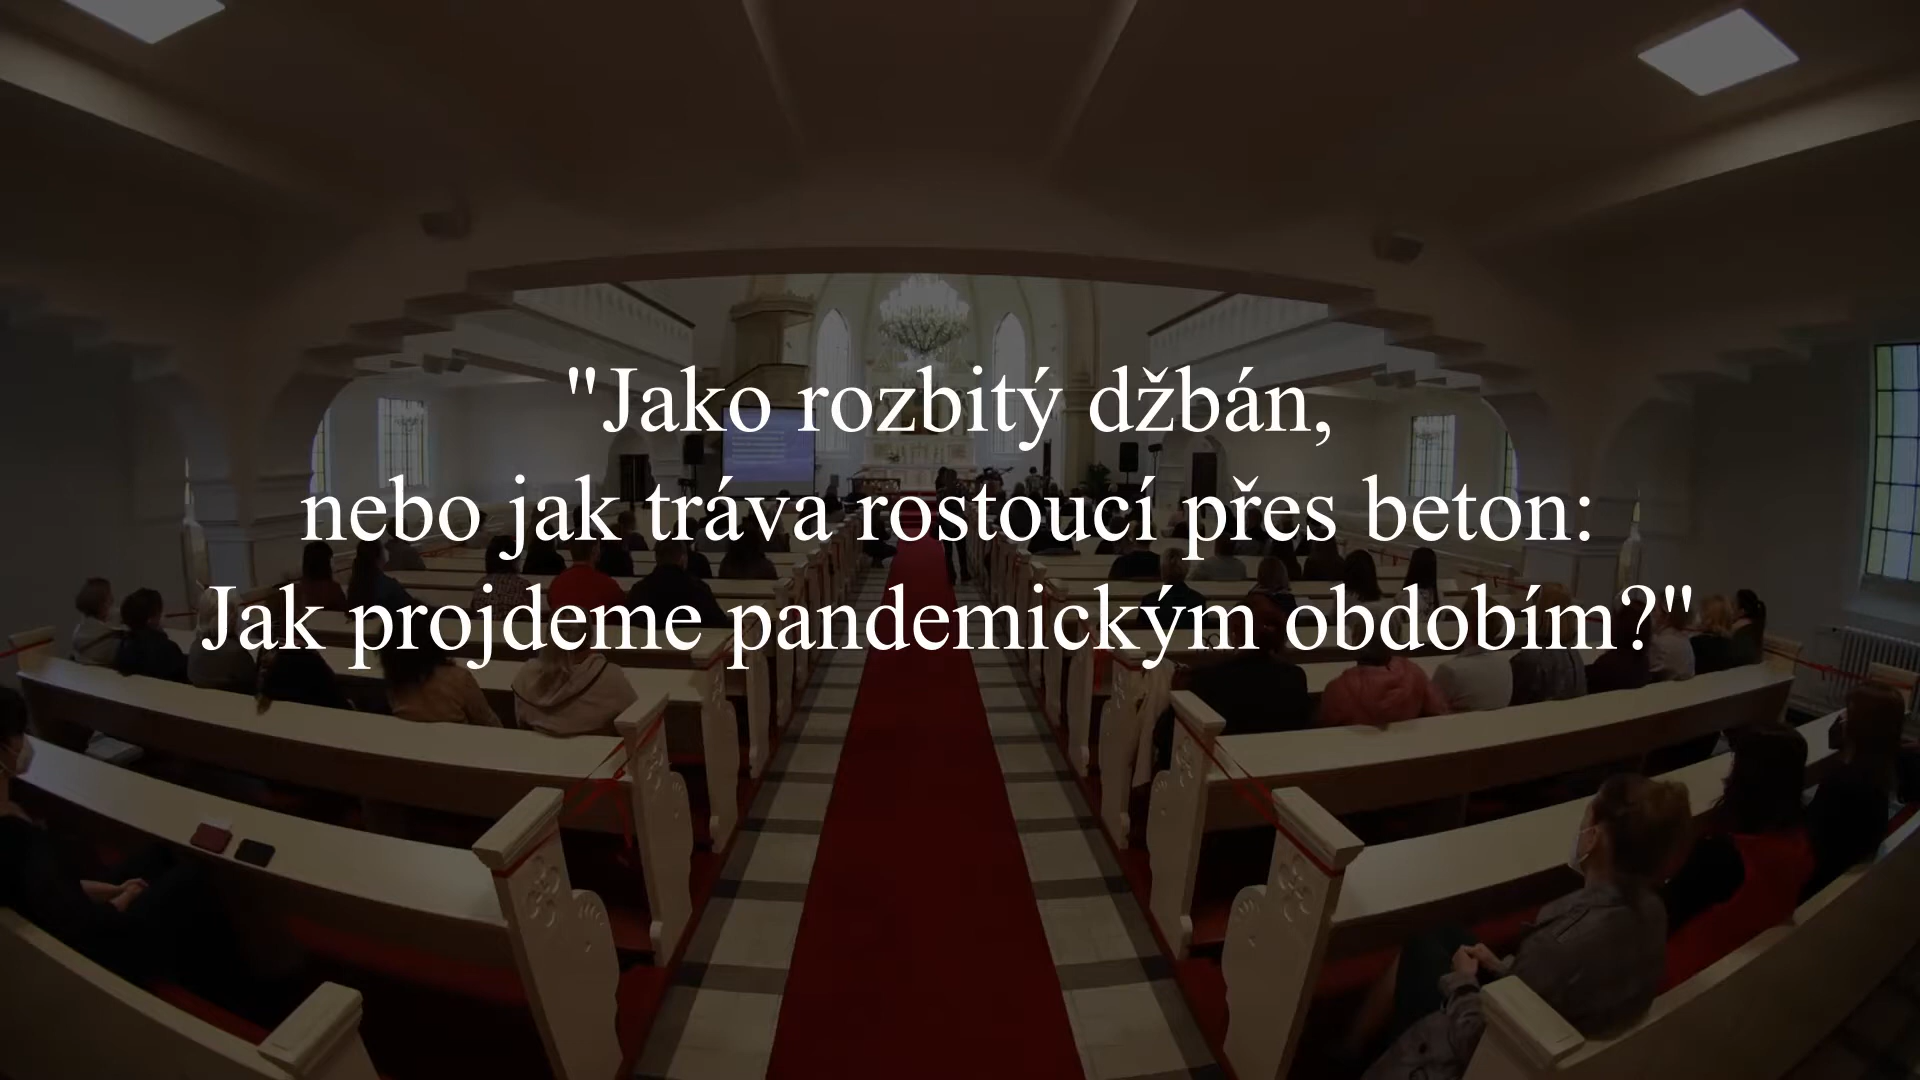 "Jako rozbitý džbán,
nebo jak tráva rostoucí přes beton:
Jak projdeme pandemickým obdobím?"